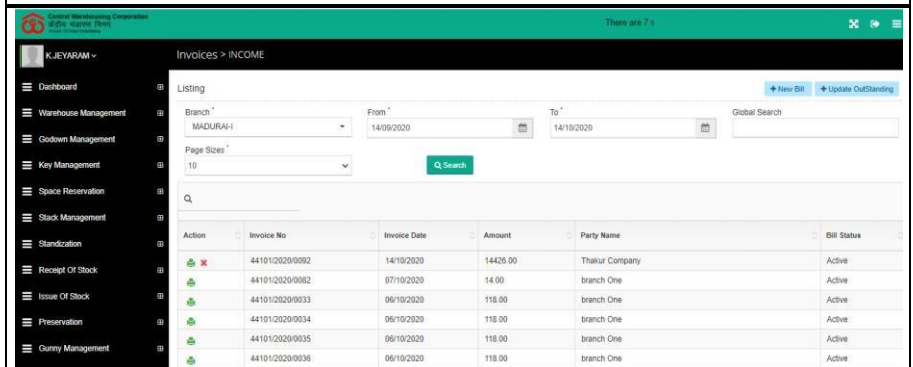 Central Warehousing Corporation
केंद्रीय भंडारण निगम
There are 7
K.JEYARAM
Invoices > INCOME
Dashboard
Warehouse Management
Godown Management
Key Management
Space Reservation
Stack Management
Standization
Receipt Of Stock
Issue Of Stock
Preservation
Gunny Management
Listing
+ New Bill + Update OutStanding
Branch * From * To * Global Search
MADURAI-I 14/09/2020 14/10/2020
Page Sizes *
10 Search
Action Invoice No Invoice Date Amount Party Name Bill Status
44101/2020/0092 14/10/2020 14426.00 Thakur Company Active
44101/2020/0082 07/10/2020 14.00 branch One Active
44101/2020/0033 06/10/2020 118.00 branch One Active
44101/2020/0034 06/10/2020 118.00 branch One Active
44101/2020/0035 06/10/2020 118.00 branch One Active
44101/2020/0036 06/10/2020 118.00 branch One Active